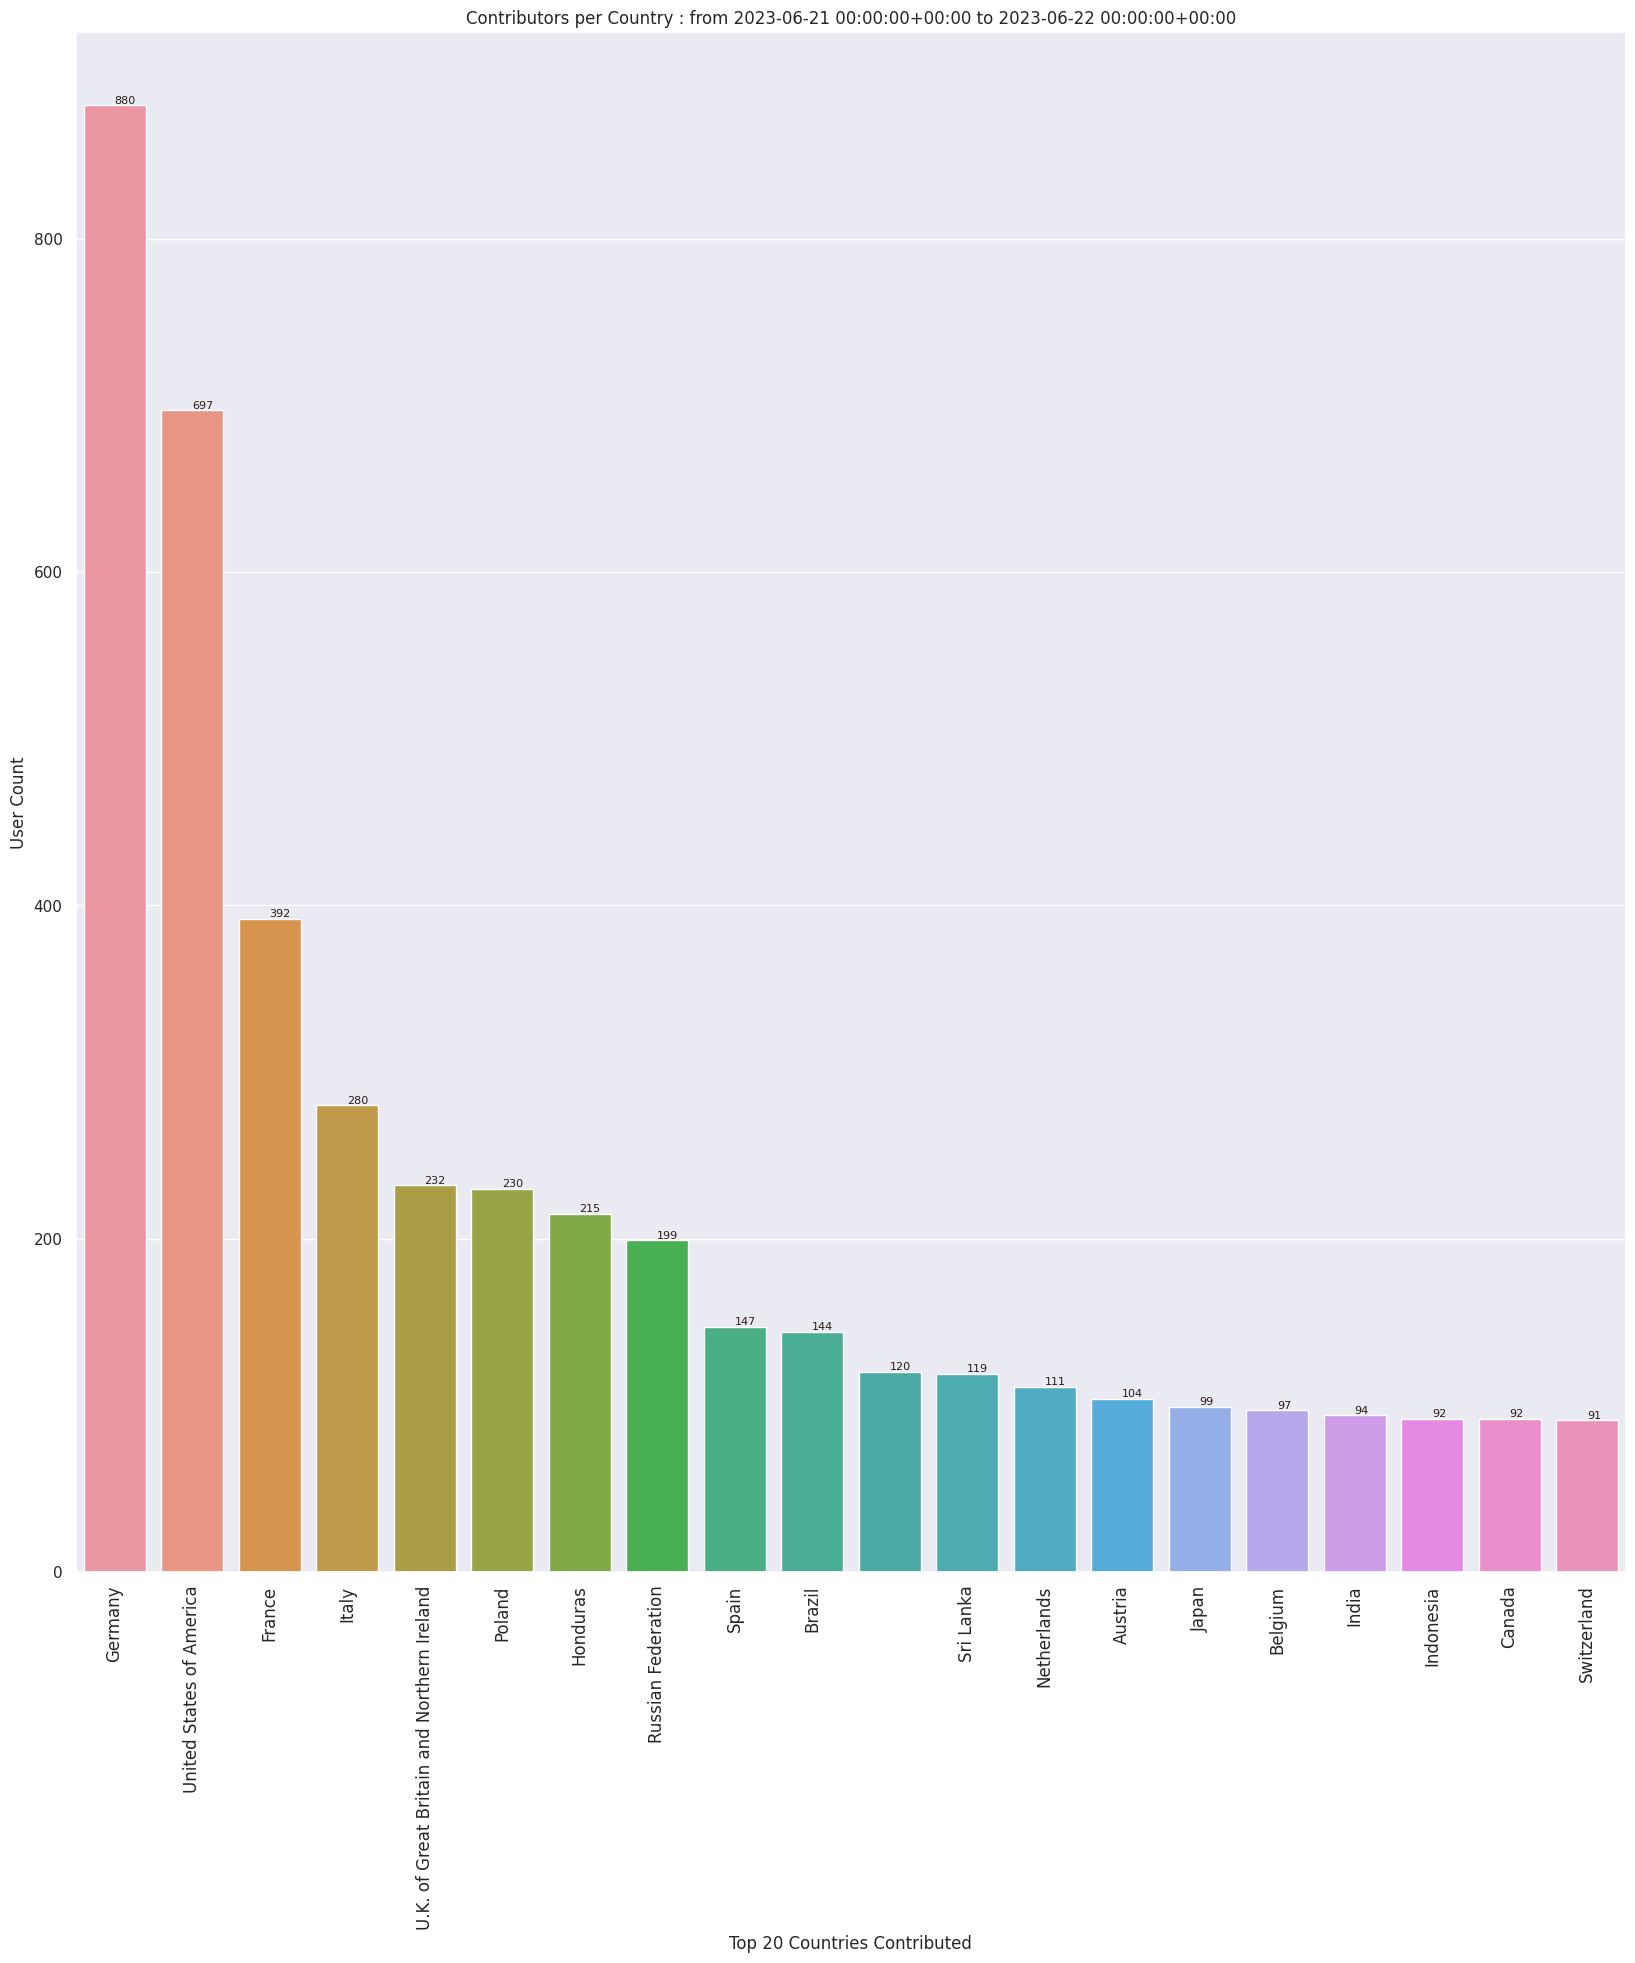 Contributors per Country : from 2023-06-21 00:00:00+00:00 to 2023-06-22 00:00:00+00:00
User Count
800
600
400
200
0
880
697
392
280
232
230
215
199
147
144
120
119
111
104
99
97
94
92
92
91
Germany
United States of America
France
Italy
U.K. of Great Britain and Northern Ireland
Poland
Honduras
Russian Federation
Spain
Brazil
Sri Lanka
Netherlands
Austria
Japan
Belgium
India
Indonesia
Canada
Switzerland
Top 20 Countries Contributed